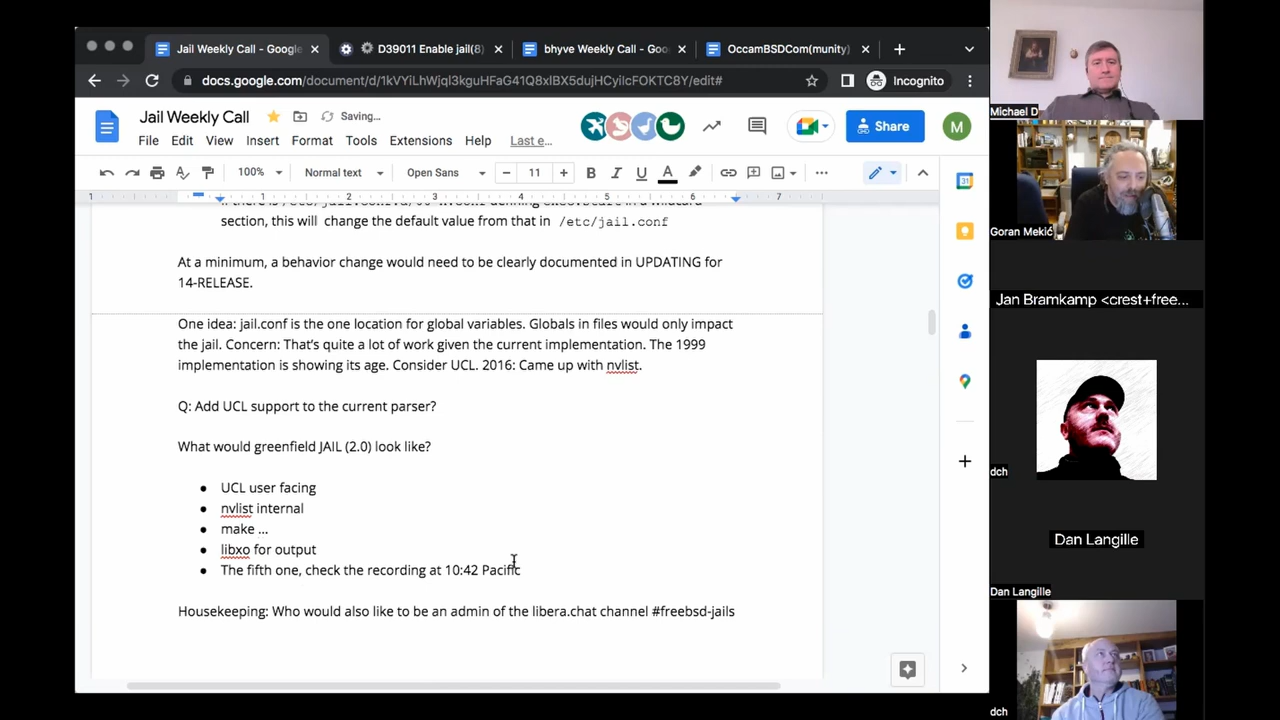 Jail Weekly Call - Google
D39011 Enable jail(8)
bhyve Weekly Call - Goo
OccamBSDCom(munity)
docs.google.com/document/d/1kVYiLhWjql3kguHFaG41Q8xIBX5dujHCyilcFOKTC8Y/edit#
Incognito
Jail Weekly Call
Saving...
File Edit View Insert Format Tools Extensions Help Last e...
Share
M
100% Normal text Open Sans 11 B I U A
1 1 2 3 4 5 6 7
section, this will change the default value from that in /etc/jail.conf
At a minimum, a behavior change would need to be clearly documented in UPDATING for
14-RELEASE.
One idea: jail.conf is the one location for global variables. Globals in files would only impact
the jail. Concern: That's quite a lot of work given the current implementation. The 1999
implementation is showing its age. Consider UCL. 2016: Came up with nvlist.
Q: Add UCL support to the current parser?
What would greenfield JAIL (2.0) look like?
● UCL user facing
● nvlist internal
● make ...
● libxo for output
● The fifth one, check the recording at 10:42 Pacific
Housekeeping: Who would also like to be an admin of the libera.chat channel #freebsd-jails
Michael D
Goran Mekić
Jan Bramkamp <crest+free...
dch
Dan Langille
Dan Langille
dch